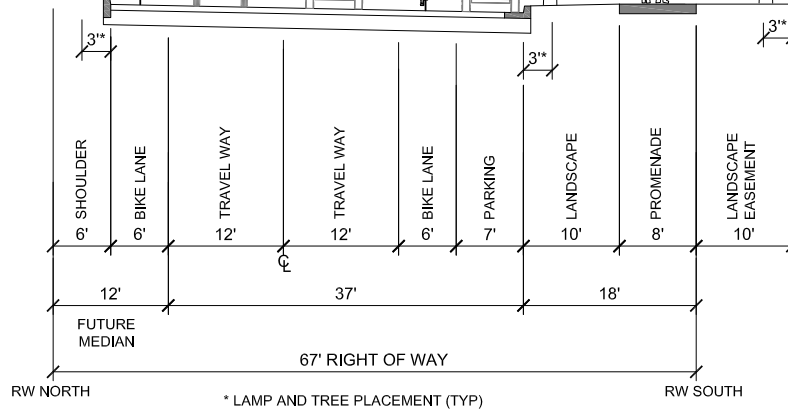 3'*
3'*
3'*
SHOULDER
6'
BIKE LANE
6'
TRAVEL WAY
12'
TRAVEL WAY
12'
BIKE LANE
6'
PARKING
7'
LANDSCAPE
10'
PROMENADE
8'
LANDSCAPE
EASEMENT
10'
℄
12'
37'
18'
FUTURE
MEDIAN
67' RIGHT OF WAY
RW NORTH
RW SOUTH
* LAMP AND TREE PLACEMENT (TYP)